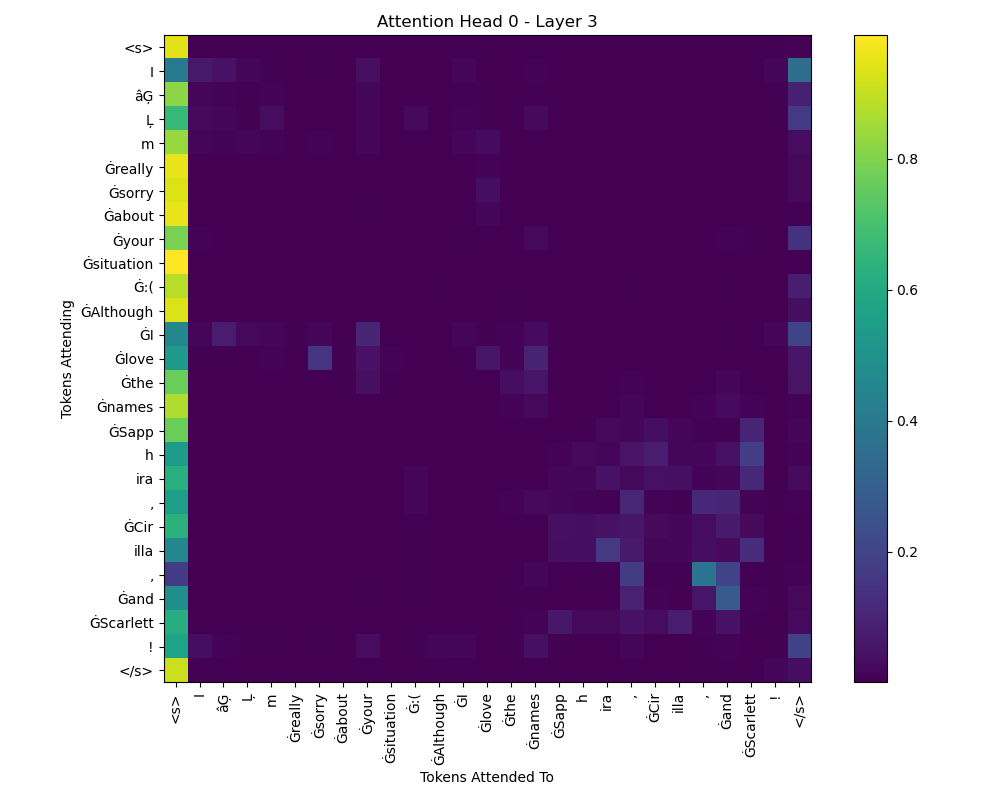 Attention Head 0 - Layer 3
Tokens Attending
<s>
I
âĢ
Ļ
m
Ġreally
Ġsorry
Ġabout
Ġyour
Ġsituation
Ġ:(
ĠAlthough
ĠI
Ġlove
Ġthe
Ġnames
ĠSapp
h
ira
,
ĠCir
illa
,
Ġand
ĠScarlett
!
</s>
<s>
I
âĢ
Ļ
m
Ġreally
Ġsorry
Ġabout
Ġyour
Ġsituation
Ġ:(
ĠAlthough
ĠI
Ġlove
Ġthe
Ġnames
ĠSapp
h
ira
,
ĠCir
illa
,
Ġand
ĠScarlett
!
</s>
Tokens Attended To
0.8
0.6
0.4
0.2